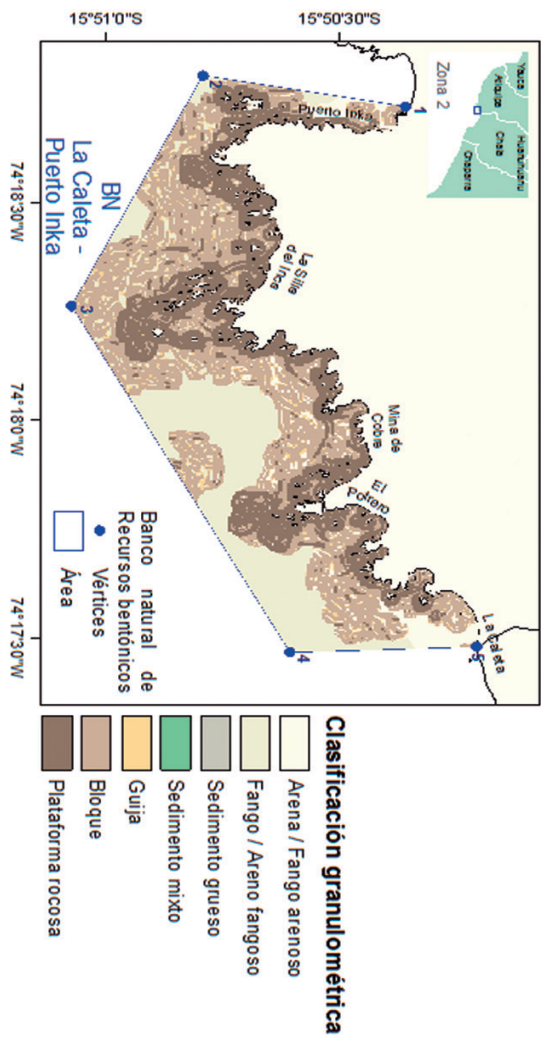 15°51'0"S
15°50'30"S
74°18'30"W
74°18'0"W
74°17'30"W
Yauca
Atiquipa
Huanuhuanu
Chala
Chaparra
Zona 2
1
2
3
4
5
Puerto Inka
La Silla
del Inca
Mina de
Cobre
El
Potrero
La Caleta
BN
La Caleta -
Puerto Inka
Banco natural de
Recursos bentónicos
Vértices
Área
Clasificación granulométrica
Arena / Fango arenoso
Fango / Areno fangoso
Sedimento grueso
Sedimento mixto
Guija
Bloque
Plataforma rocosa